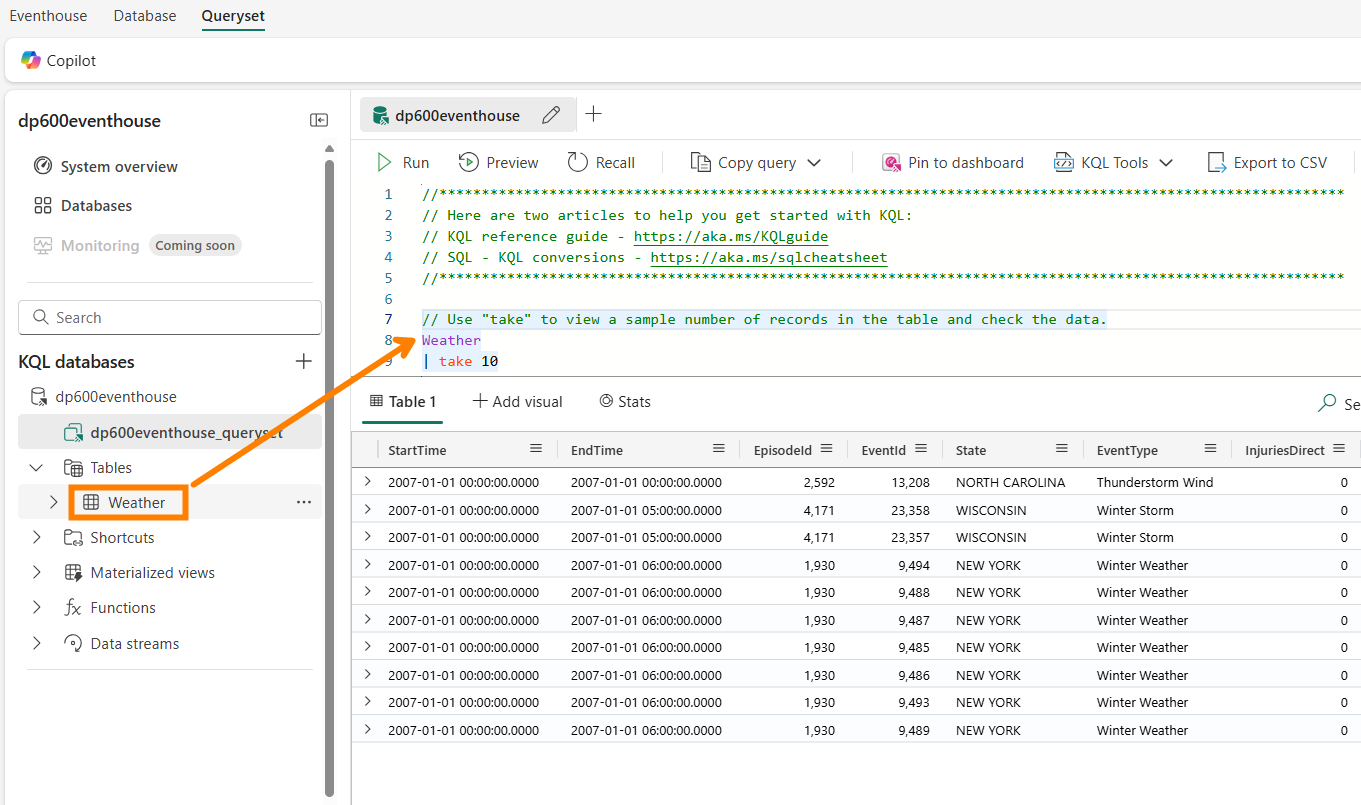 Eventhouse Database Queryset
Copilot
dp600eventhouse
System overview
Databases
Monitoring Coming soon
Search
KQL databases
dp600eventhouse
dp600eventhouse_queryset
Tables
Weather
Shortcuts
Materialized views
Functions
Data streams
dp600eventhouse
Run Preview Recall Copy query Pin to dashboard KQL Tools Export to CSV
1 //************************************************************************************************************
2 // Here are two articles to help you get started with KQL:
3 // KQL reference guide - https://aka.ms/KQLguide
4 // SQL - KQL conversions - https://aka.ms/sqlcheatsheet
5 //************************************************************************************************************
6
7 // Use "take" to view a sample number of records in the table and check the data.
8 Weather
9 | take 10
Table 1 Add visual Stats Se
StartTime EndTime EpisodeId EventId State EventType InjuriesDirect
2007-01-01 00:00:00.0000 2007-01-01 00:00:00.0000 2,592 13,208 NORTH CAROLINA Thunderstorm Wind 0
2007-01-01 00:00:00.0000 2007-01-01 05:00:00.0000 4,171 23,358 WISCONSIN Winter Storm 0
2007-01-01 00:00:00.0000 2007-01-01 05:00:00.0000 4,171 23,357 WISCONSIN Winter Storm 0
2007-01-01 00:00:00.0000 2007-01-01 06:00:00.0000 1,930 9,494 NEW YORK Winter Weather 0
2007-01-01 00:00:00.0000 2007-01-01 06:00:00.0000 1,930 9,488 NEW YORK Winter Weather 0
2007-01-01 00:00:00.0000 2007-01-01 06:00:00.0000 1,930 9,487 NEW YORK Winter Weather 0
2007-01-01 00:00:00.0000 2007-01-01 06:00:00.0000 1,930 9,485 NEW YORK Winter Weather 0
2007-01-01 00:00:00.0000 2007-01-01 06:00:00.0000 1,930 9,486 NEW YORK Winter Weather 0
2007-01-01 00:00:00.0000 2007-01-01 06:00:00.0000 1,930 9,493 NEW YORK Winter Weather 0
2007-01-01 00:00:00.0000 2007-01-01 06:00:00.0000 1,930 9,489 NEW YORK Winter Weather 0